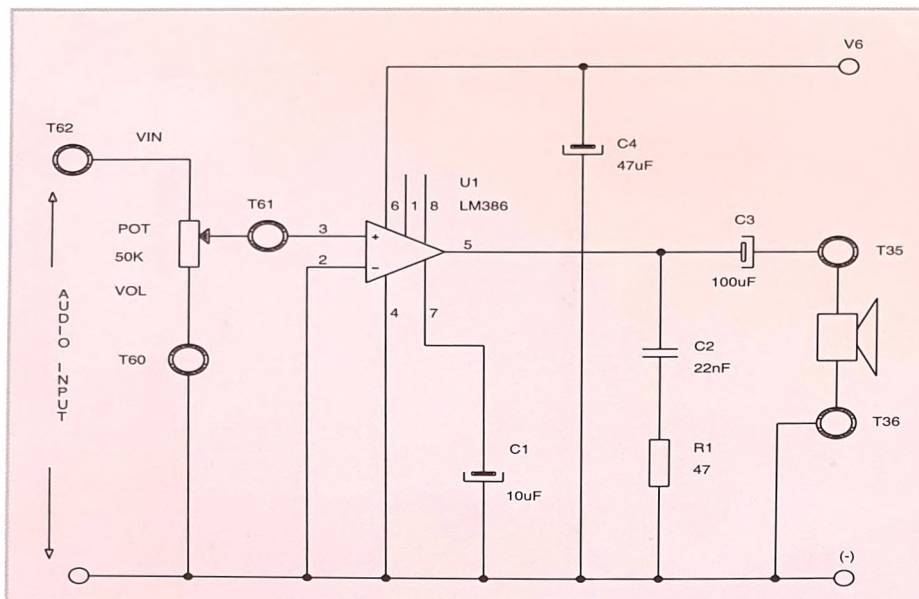 V6
T62
VIN
C4
47uF
U1
LM386
6
1
8
T61
POT
50K
VOL
3
+
2
−
5
C3
100uF
T35
4
7
T60
AUDIO INPUT
C2
22nF
T36
C1
10uF
R1
47
(-)